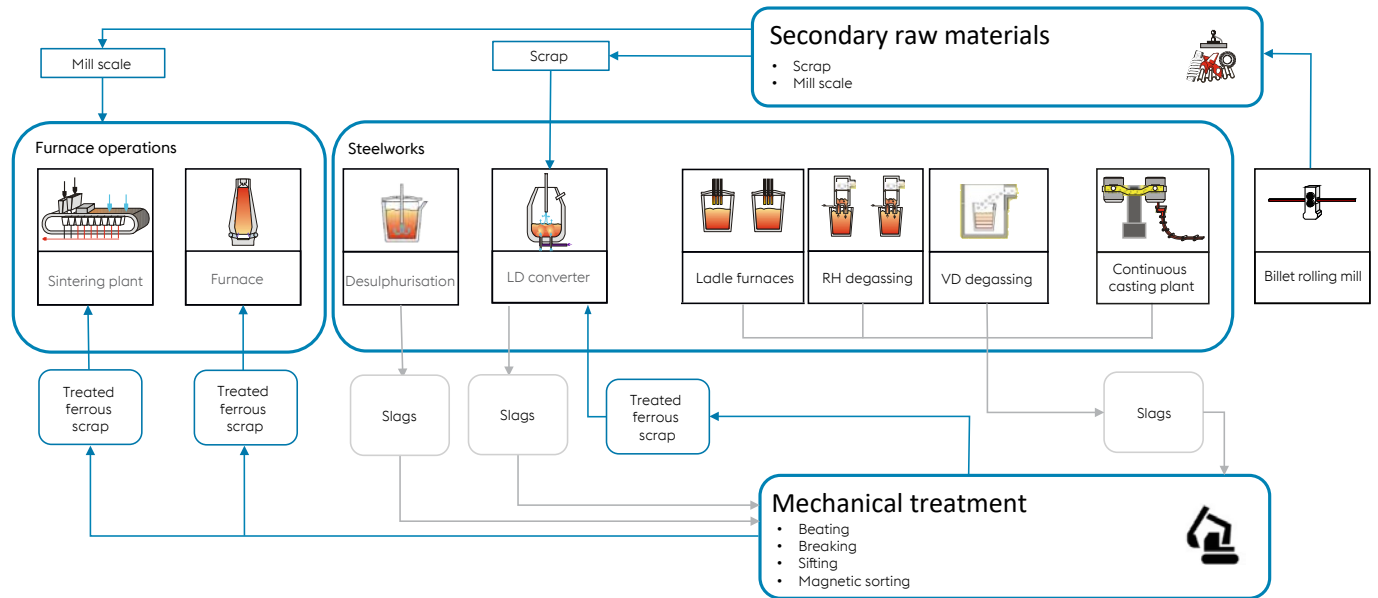 Secondary raw materials
• Scrap
• Mill scale
Mill scale
Scrap
Furnace operations
Steelworks
Sintering plant
Furnace
Desulphurisation
LD converter
Ladle furnaces
RH degassing
VD degassing
Continuous
casting plant
Billet rolling mill
Treated
ferrous
scrap
Treated
ferrous
scrap
Slags
Slags
Treated
ferrous
scrap
Slags
Mechanical treatment
• Beating
• Breaking
• Sifting
• Magnetic sorting